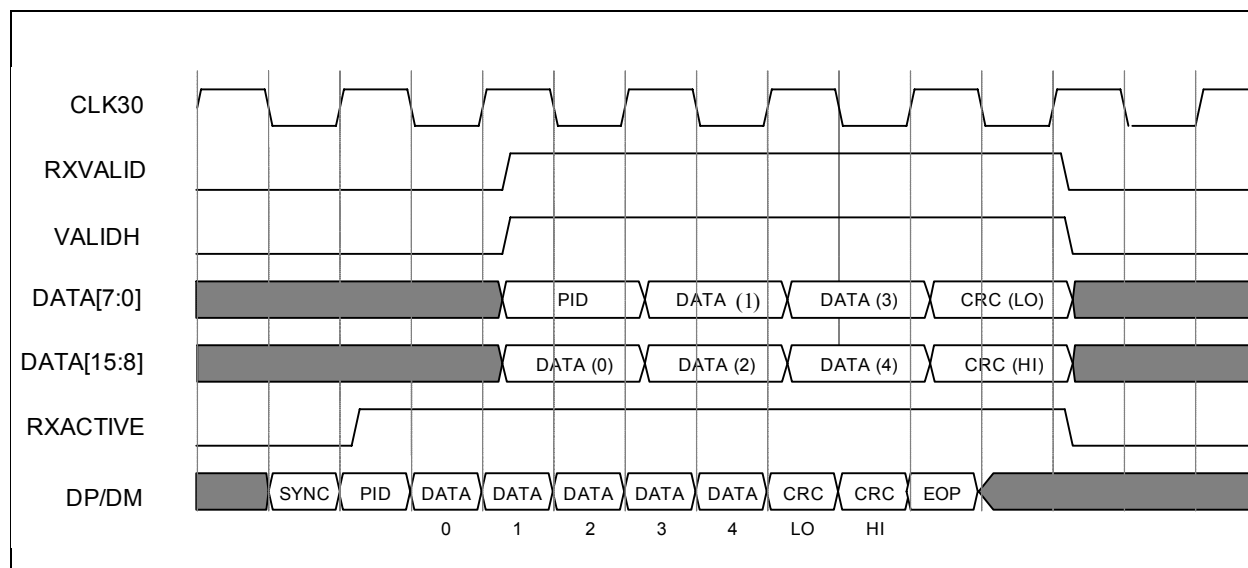 CLK30
RXVALID
VALIDH
DATA[7:0] PID DATA (1) DATA (3) CRC (LO)
DATA[15:8] DATA (0) DATA (2) DATA (4) CRC (HI)
RXACTIVE
DP/DM SYNC PID DATA DATA DATA DATA DATA CRC CRC EOP
0 1 2 3 4 LO HI